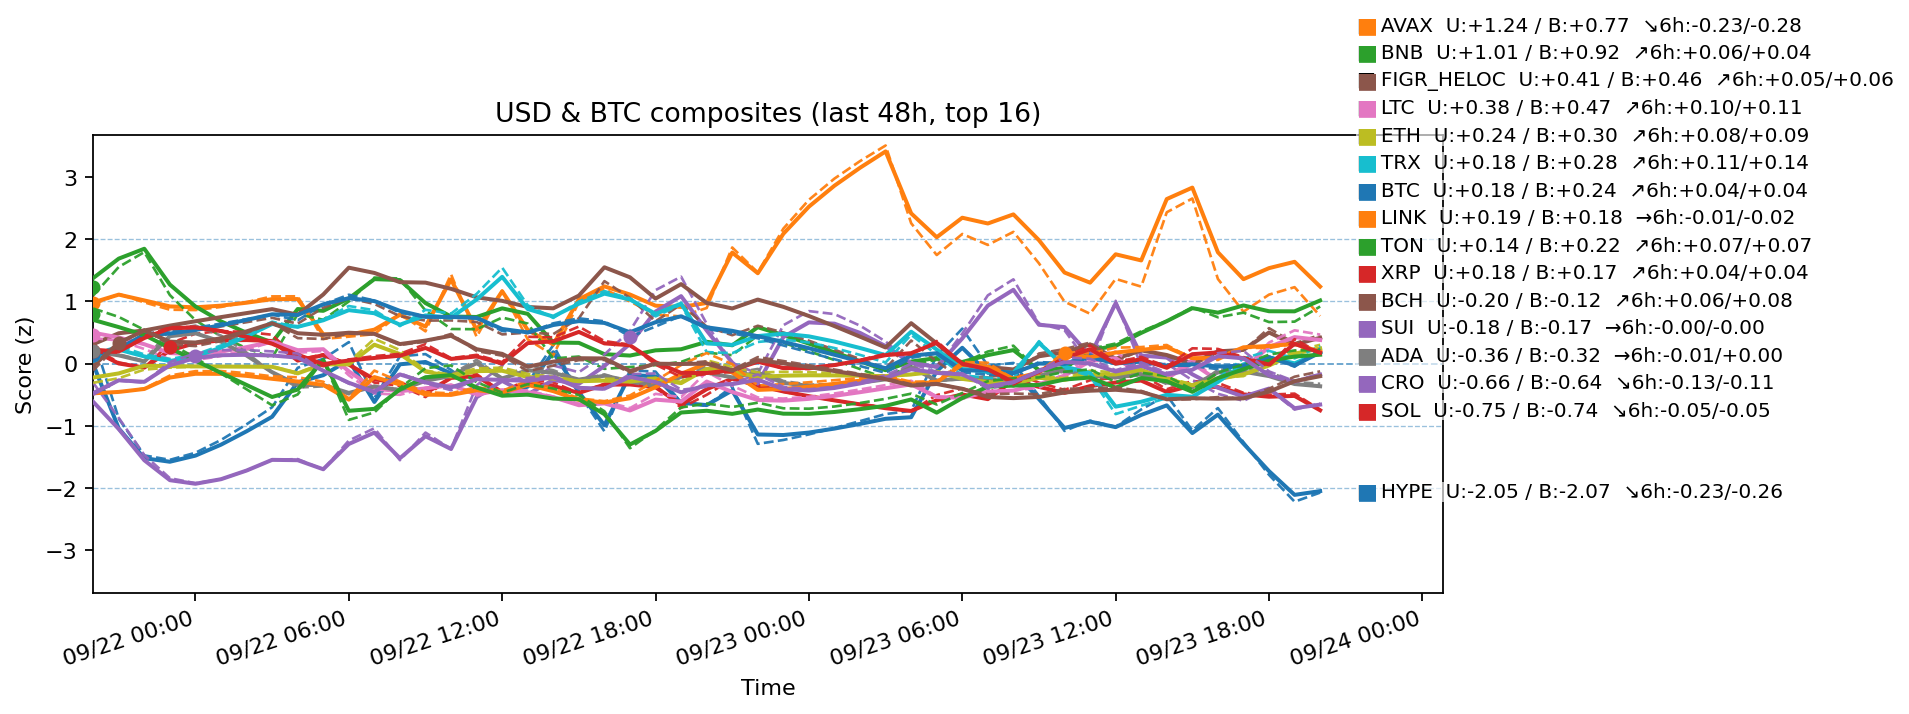 AVAX U:+1.24 / B:+0.77 ↘6h:-0.23/-0.28
BNB U:+1.01 / B:+0.92 ↗6h:+0.06/+0.04
FIGR_HELOC U:+0.41 / B:+0.46 ↗6h:+0.05/+0.06
LTC U:+0.38 / B:+0.47 ↗6h:+0.10/+0.11
USD & BTC composites (last 48h, top 16)
ETH U:+0.24 / B:+0.30 ↗6h:+0.08/+0.09
TRX U:+0.18 / B:+0.28 ↗6h:+0.11/+0.14
BTC U:+0.18 / B:+0.24 ↗6h:+0.04/+0.04
LINK U:+0.19 / B:+0.18 →6h:-0.01/-0.02
TON U:+0.14 / B:+0.22 ↗6h:+0.07/+0.07
XRP U:+0.18 / B:+0.17 ↗6h:+0.04/+0.04
BCH U:-0.20 / B:-0.12 ↗6h:+0.06/+0.08
SUI U:-0.18 / B:-0.17 →6h:-0.00/-0.00
ADA U:-0.36 / B:-0.32 →6h:-0.01/+0.00
CRO U:-0.66 / B:-0.64 ↘6h:-0.13/-0.11
SOL U:-0.75 / B:-0.74 ↘6h:-0.05/-0.05
HYPE U:-2.05 / B:-2.07 ↘6h:-0.23/-0.26
Score (z)
3
2
1
0
−1
−2
−3
09/22 00:00
09/22 06:00
09/22 12:00
09/22 18:00
09/23 00:00
09/23 06:00
09/23 12:00
09/23 18:00
09/24 00:00
Time